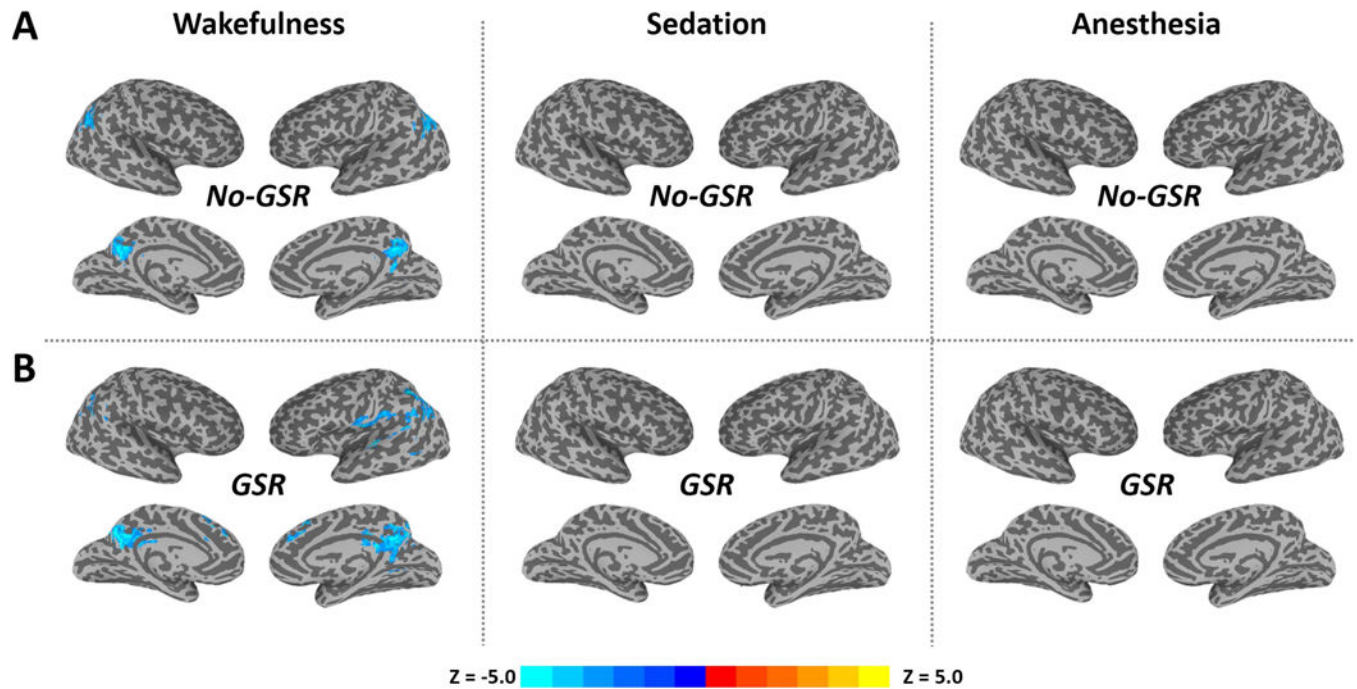 A
Wakefulness
Sedation
Anesthesia
No-GSR
No-GSR
No-GSR
B
GSR
GSR
GSR
Z = -5.0
Z = 5.0